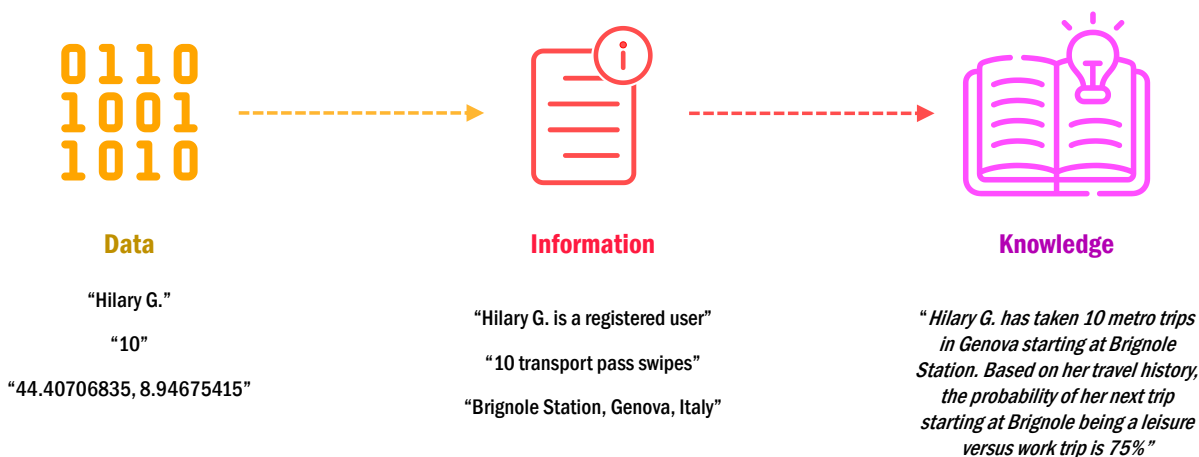 0110
1001
1010
i
Data
Information
Knowledge
“Hilary G.”
“10”
“44.40706835, 8.94675415”
“Hilary G. is a registered user”
“10 transport pass swipes”
“Brignole Station, Genova, Italy”
“Hilary G. has taken 10 metro trips
in Genova starting at Brignole
Station. Based on her travel history,
the probability of her next trip
starting at Brignole being a leisure
versus work trip is 75%”